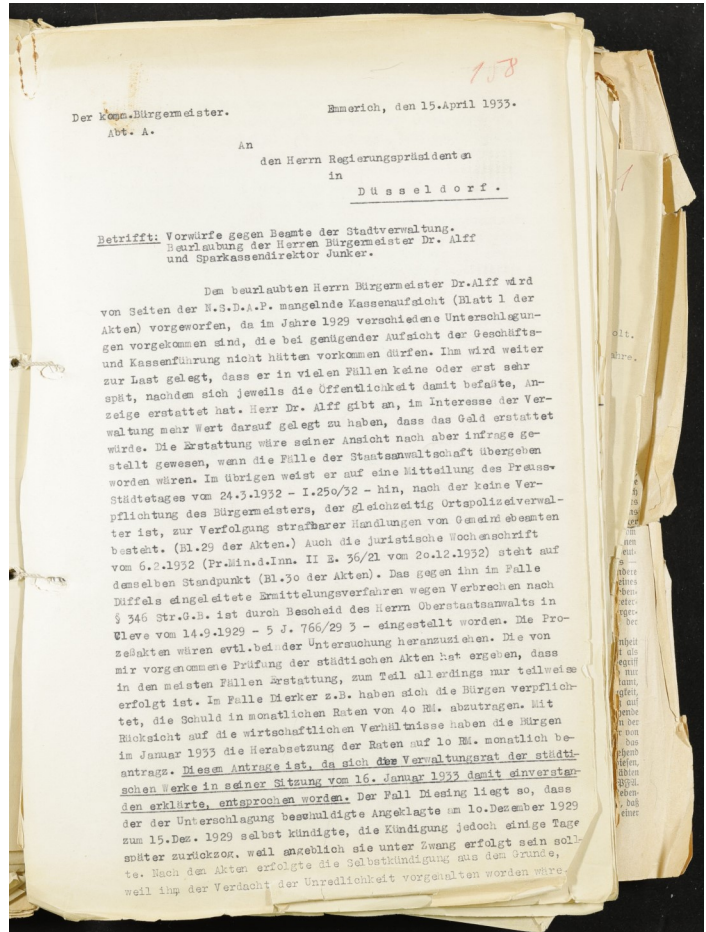 158
Der komm.Bürgermeister.
Emmerich, den 15.April 1933.
Abt. A.
An
den Herrn Regierungspräsidenten
in
Düsseldorf.
Betrifft: Vorwürfe gegen Beamte der Stadtverwaltung.
Beurlaubung der Herren Bürgermeister Dr. Alff
und Sparkassendirektor Junker.
Dem beurlaubten Herrn Bürgermeister Dr.Alff wird
von Seiten der N.S.D.A.P. mangelnde Kassenaufsicht (Blatt 1 der
Akten) vorgeworfen, da im Jahre 1929 verschiedene Unterschlagun-
gen vorgekommen sind, die bei genügender Aufsicht der Geschäfts-
und Kassenführung nicht hätten vorkommen dürfen. Ihm wird weiter
zur Last gelegt, dass er in vielen Fällen keine oder erst sehr
spät, nachdem sich jeweils die Öffentlichkeit damit befaßte, An-
zeige erstattet hat. Herr Dr. Alff gibt an, im Interesse der Ver-
waltung mehr Wert darauf gelegt zu haben, dass das Geld erstattet
würde. Die Erstattung wäre seiner Ansicht nach aber infrage ge-
stellt gewesen, wenn die Fälle der Staatsanwaltschaft übergeben
worden wären. Im übrigen weist er auf eine Mitteilung des Preuss.
Städtetages vom 24.3.1932 - I.250/32 - hin, nach der keine Ver-
pflichtung des Bürgermeisters, der gleichzeitig Ortspolizeiverwal-
ter ist, zur Verfolgung strafbarer Handlungen von Gemeindebeamten
besteht. (Bl.29 der Akten.) Auch die juristische Wochenschrift
vom 6.2.1932 (Pr.Min.d.Inn. II E. 36/21 vom 20.12.1932) steht auf
demselben Standpunkt (Bl.30 der Akten). Das gegen ihn im Falle
Düffels eingeleitete Ermittelungsverfahren wegen Verbrechen nach
§ 346 Str.G.B. ist durch Bescheid des Herrn Oberstaatsanwalts in
Cleve vom 14.9.1929 - 5 J. 766/29 3 - eingestellt worden. Die Pro-
zeßakten wären evtl.bei der Untersuchung heranzuziehen. Die von
mir vorgenommene Prüfung der städtischen Akten hat ergeben, dass
in den meisten Fällen Erstattung, zum Teil allerdings nur teilweise
erfolgt ist. Im Falle Dierker z.B. haben sich die Bürgen verpflich-
tet, die Schuld in monatlichen Raten von 40 RM. abzutragen. Mit
Rücksicht auf die wirtschaftlichen Verhältnisse haben die Bürgen
im Januar 1933 die Herabsetzung der Raten auf 10 RM. monatlich be-
antragz. Diesem Antrage ist, da sich der Verwaltungsrat der städti-
schen Werke in seiner Sitzung vom 16. Januar 1933 damit einverstan-
den erklärte, entsprochen worden. Der Fall Diesing liegt so, dass
der der Unterschlagung beschuldigte Angeklagte am 10.Dezember 1929
zum 15.Dez. 1929 selbst kündigte, die Kündigung jedoch einige Tage
später zurückzog, weil angeblich sie unter Zwang erfolgt sein soll-
te. Nach den Akten erfolgte die Selbstkündigung aus dem Grunde,
weil ihm der Verdacht der Unredlichkeit vorgehalten worden wäre.